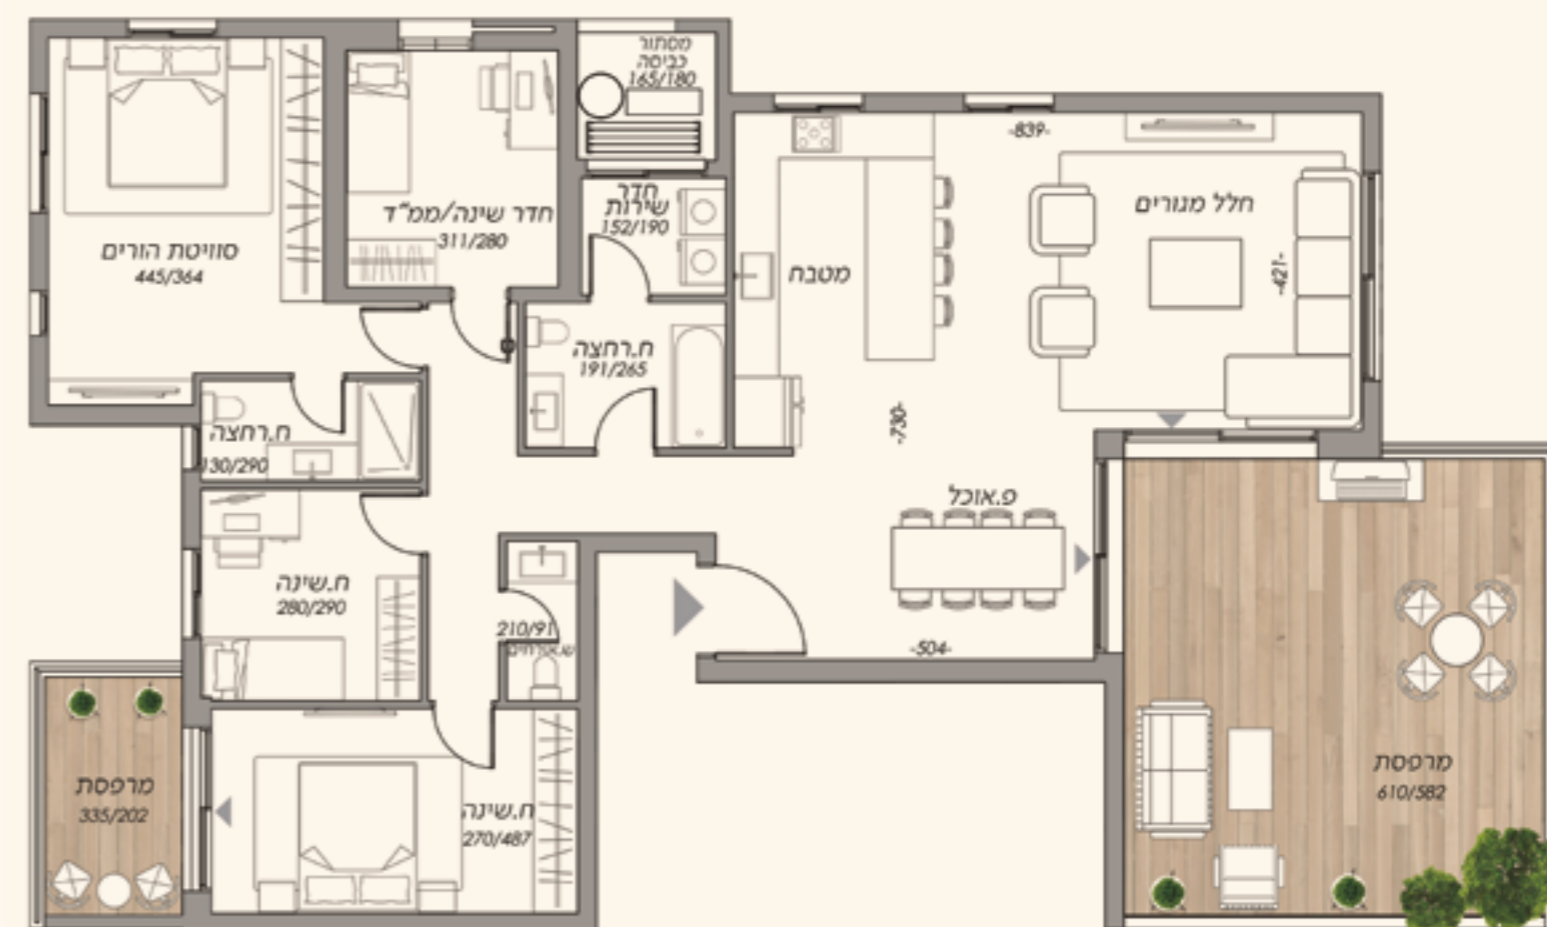 מסתור
כביסה
165/180
-839-
חדר
שירות
152/190
חדר שינה/ממ"ד
311/280
חלל מגורים
-421-
סוויטת הורים
445/364
מטבח
ח.רחצה
191/265
-730-
ח.רחצה
130/290
פ.אוכל
ח.שינה
280/290
210/91
ש.אורחים
-504-
מרפסת
335/202
ח.שינה
270/487
מרפסת
610/582